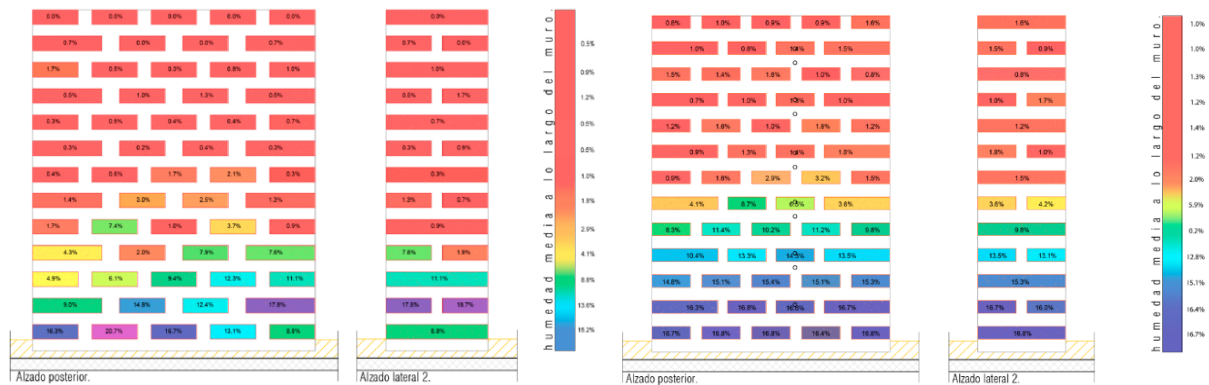 0.0% 0.0% 0.0% 0.0% 0.0%
0.7% 0.0% 0.0% 0.7%
1.7% 0.5% 0.0% 0.8% 1.0%
0.5% 1.0% 1.3% 0.5%
0.3% 0.5% 0.4% 0.4% 0.7%
0.3% 0.2% 0.4% 0.3%
0.4% 0.6% 1.7% 2.1% 0.3%
1.4% 3.0% 2.5% 1.3%
1.7% 7.4% 1.0% 3.7% 0.9%
4.3% 2.0% 7.9% 7.6%
4.9% 6.1% 9.4% 12.3% 11.1%
9.0% 14.8% 12.4% 17.8%
16.3% 20.7% 13.1%
Alzado posterior.
0.0%
0.7% 0.6%
1.0%
0.5% 1.7%
0.7%
0.3% 0.9%
0.3%
1.3% 0.7%
0.9%
7.6% 1.9%
11.1%
17.8% 18.7%
Alzado lateral 2.
humedad media a lo largo del muro.
0.5%
0.9%
0.6%
0.5%
1.0%
1.8%
2.9%
4.1%
8.8%
13.6%
15.2%
0.8% 1.0% 0.9% 0.9% 1.6%
1.0% 0.8% 1.5%
1.5% 1.4% 1.6% 1.0% 0.8%
0.7% 1.0% 1.0%
1.2% 1.6% 1.0% 1.8% 1.2%
0.9% 1.3% 1.5%
0.9% 1.6% 2.9% 3.2% 1.5%
4.1% 8.7% 3.6%
8.3% 11.4% 10.2% 11.2% 9.8%
10.4% 13.3% 13.5%
14.8% 15.1% 15.4% 15.1% 15.3%
16.3% 16.8% 16.7%
16.7% 16.8% 16.8% 16.4% 16.8%
Alzado posterior.
1.6%
1.5% 0.9%
0.8%
1.0% 1.7%
1.2%
1.8% 1.0%
1.5%
3.6% 4.2%
9.8%
13.5% 13.1%
15.3%
16.7%
16.8%
Alzado lateral 2.
humedad media a lo largo del muro.
1.0%
1.0%
1.3%
1.2%
1.4%
1.2%
2.0%
5.9%
0.2%
12.8%
15.1%
16.4%
16.7%